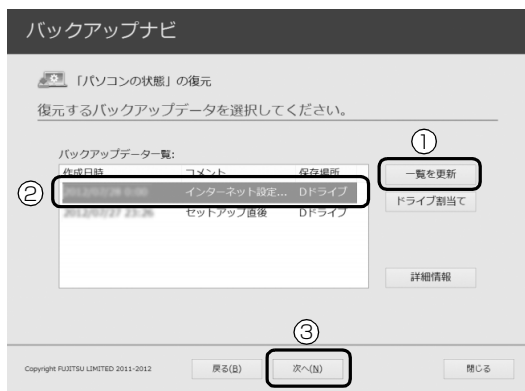 バックアップナビ
「パソコンの状態」の復元
復元するバックアップデータを選択してください。
①
バックアップデータ一覧:
作成日時 コメント 保存場所
一覧を更新
②
インターネット設定... Dドライブ
セットアップ直後 Dドライブ
ドライブ割当て
詳細情報
③
Copyright FUJITSU LIMITED 2011-2012
戻る(B)
次へ(N)
閉じる